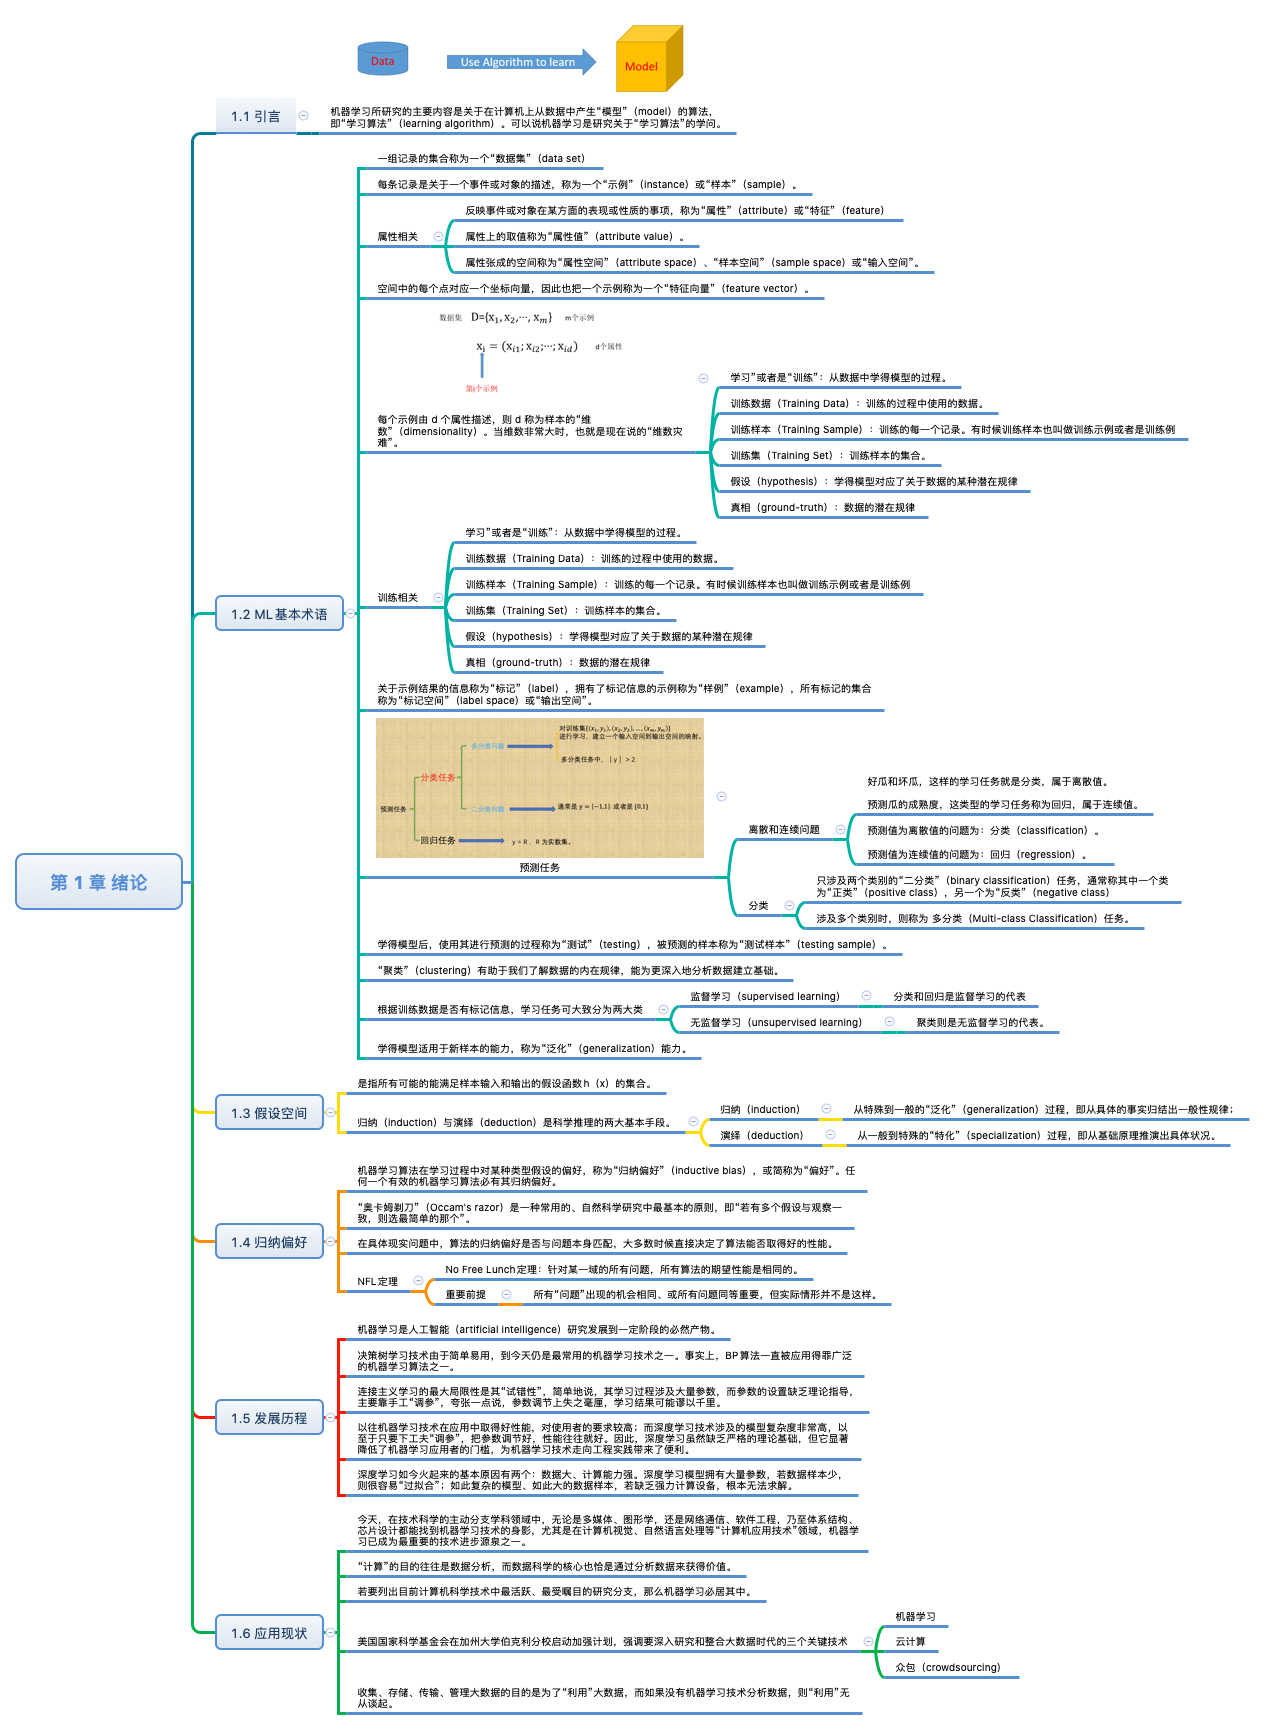 Data
Use Algorithm to learn
Model
第 1 章 绪论
1.1 引言
机器学习所研究的主要内容是关于在计算机上从数据中产生“模型”（model）的算法，
即“学习算法”（learning algorithm）。可以说机器学习是研究关于“学习算法”的学问。
1.2 ML基本术语
一组记录的集合称为一个“数据集”（data set）
每条记录是关于一个事件或对象的描述，称为一个“示例”（instance）或“样本”（sample）。
属性相关
反映事件或对象在某方面的表现或性质的事项，称为“属性”（attribute）或“特征”（feature）
属性上的取值称为“属性值”（attribute value）。
属性张成的空间称为“属性空间”（attribute space）、“样本空间”（sample space）或“输入空间”。
空间中的每个点对应一个坐标向量，因此也把一个示例称为一个“特征向量”（feature vector）。
数据集 D={x₁,x₂,⋯, xₘ} m个示例
xᵢ = (xᵢ₁; xᵢ₂;⋯; x_id) d个属性
第i个示例
每个示例由 d 个属性描述，则 d 称为样本的“维
数”（dimensionality）。当维数非常大时，也就是现在说的“维数灾
难”。
学习”或者是“训练”：从数据中学得模型的过程。
训练数据（Training Data）：训练的过程中使用的数据。
训练样本（Training Sample）：训练的每一个记录。有时候训练样本也叫做训练示例或者是训练例
训练集（Training Set）：训练样本的集合。
假设（hypothesis）：学得模型对应了关于数据的某种潜在规律
真相（ground-truth）：数据的潜在规律
训练相关
学习”或者是“训练”：从数据中学得模型的过程。
训练数据（Training Data）：训练的过程中使用的数据。
训练样本（Training Sample）：训练的每一个记录。有时候训练样本也叫做训练示例或者是训练例
训练集（Training Set）：训练样本的集合。
假设（hypothesis）：学得模型对应了关于数据的某种潜在规律
真相（ground-truth）：数据的潜在规律
关于示例结果的信息称为“标记”（label），拥有了标记信息的示例称为“样例”（example），所有标记的集合
称为“标记空间”（label space）或“输出空间”。
预测任务
分类任务
多分类问题
对训练集{(x₁,y₁),(x₂,y₂),…,(xₘ,yₘ)}
进行学习，建立一个输入空间到输出空间的映射。
多分类任务中，｜y｜ > 2
二分类问题
通常是 y = {−1,1} 或者是 {0,1}
回归任务
y = R ，R 为实数集。
预测任务
离散和连续问题
好瓜和坏瓜，这样的学习任务就是分类，属于离散值。
预测瓜的成熟度，这类型的学习任务称为回归，属于连续值。
预测值为离散值的问题为：分类（classification）。
预测值为连续值的问题为：回归（regression）。
分类
只涉及两个类别的“二分类”（binary classification）任务，通常称其中一个类
为“正类”（positive class），另一个为“反类”（negative class）
涉及多个类别时，则称为 多分类（Multi-class Classification）任务。
学得模型后，使用其进行预测的过程称为“测试”（testing），被预测的样本称为“测试样本”（testing sample）。
“聚类”（clustering）有助于我们了解数据的内在规律，能为更深入地分析数据建立基础。
根据训练数据是否有标记信息，学习任务可大致分为两大类
监督学习（supervised learning）
分类和回归是监督学习的代表
无监督学习（unsupervised learning）
聚类则是无监督学习的代表。
学得模型适用于新样本的能力，称为“泛化”（generalization）能力。
1.3 假设空间
是指所有可能的能满足样本输入和输出的假设函数h（x）的集合。
归纳（induction）与演绎（deduction）是科学推理的两大基本手段。
归纳（induction）
从特殊到一般的“泛化”（generalization）过程，即从具体的事实归结出一般性规律；
演绎（deduction）
从一般到特殊的“特化”（specialization）过程，即从基础原理推演出具体状况。
1.4 归纳偏好
机器学习算法在学习过程中对某种类型假设的偏好，称为“归纳偏好”（inductive bias），或简称为“偏好”。任
何一个有效的机器学习算法必有其归纳偏好。
“奥卡姆剃刀”（Occam's razor）是一种常用的、自然科学研究中最基本的原则，即“若有多个假设与观察一
致，则选最简单的那个”。
在具体现实问题中，算法的归纳偏好是否与问题本身匹配，大多数时候直接决定了算法能否取得好的性能。
NFL定理
No Free Lunch定理：针对某一域的所有问题，所有算法的期望性能是相同的。
重要前提
所有“问题”出现的机会相同、或所有问题同等重要，但实际情形并不是这样。
1.5 发展历程
机器学习是人工智能（artificial intelligence）研究发展到一定阶段的必然产物。
决策树学习技术由于简单易用，到今天仍是最常用的机器学习技术之一。事实上，BP算法一直被应用得罪广泛
的机器学习算法之一。
连接主义学习的最大局限性是其“试错性”，简单地说，其学习过程涉及大量参数，而参数的设置缺乏理论指导，
主要靠手工“调参”，夸张一点说，参数调节上失之毫厘，学习结果可能谬以千里。
以往机器学习技术在应用中取得好性能，对使用者的要求较高；而深度学习技术涉及的模型复杂度非常高，以
至于只要下工夫“调参”，把参数调节好，性能往往就好。因此，深度学习虽然缺乏严格的理论基础，但它显著
降低了机器学习应用者的门槛，为机器学习技术走向工程实践带来了便利。
深度学习如今火起来的基本原因有两个：数据大、计算能力强。深度学习模型拥有大量参数，若数据样本少，
则很容易“过拟合”；如此复杂的模型、如此大的数据样本，若缺乏强力计算设备，根本无法求解。
1.6 应用现状
今天，在技术科学的主动分支学科领域中，无论是多媒体、图形学，还是网络通信、软件工程，乃至体系结构、
芯片设计都能找到机器学习技术的身影，尤其是在计算机视觉、自然语言处理等“计算机应用技术”领域，机器学
习已成为最重要的技术进步源泉之一。
“计算”的目的往往是数据分析，而数据科学的核心也恰是通过分析数据来获得价值。
若要列出目前计算机科学技术中最活跃、最受瞩目的研究分支，那么机器学习必居其中。
美国国家科学基金会在加州大学伯克利分校启动加强计划，强调要深入研究和整合大数据时代的三个关键技术
机器学习
云计算
众包（crowdsourcing）
收集、存储、传输、管理大数据的目的是为了“利用”大数据，而如果没有机器学习技术分析数据，则“利用”无
从谈起。